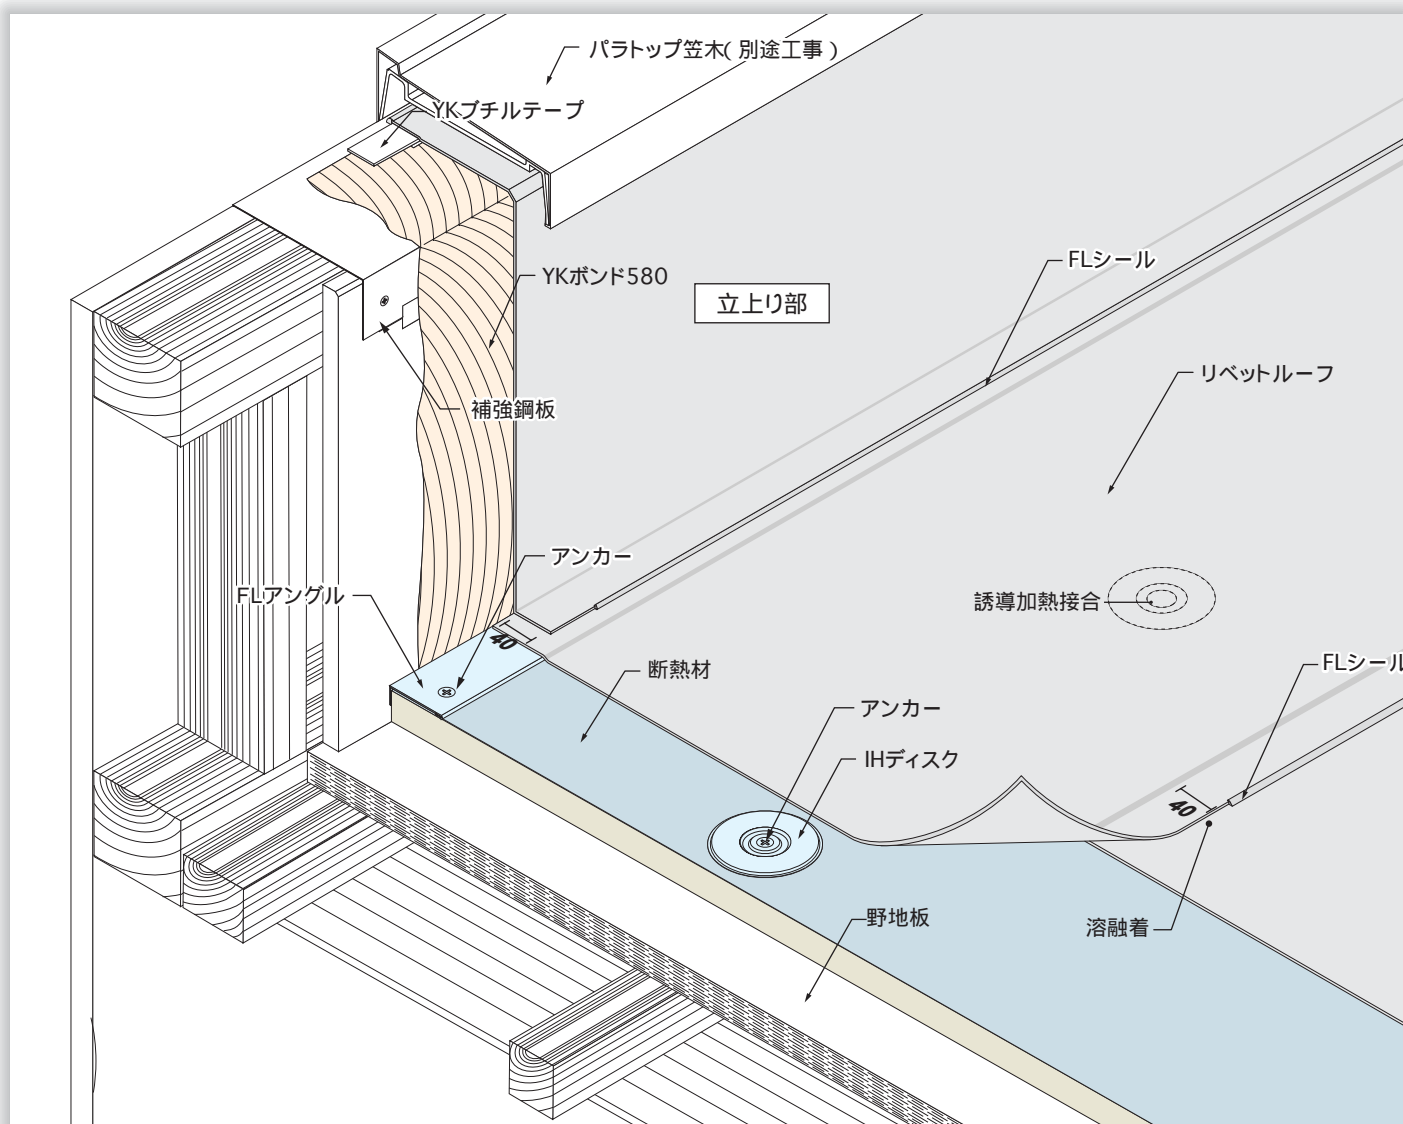 パラトップ笠木( 別途工事 )
YKブチルテープ
FLシール
YKボンド580
立上り部
リベットルーフ
補強鋼板
アンカー
FLアングル
誘導加熱接合
40
断熱材
FLシール
アンカー
IHディスク
40
野地板
溶融着